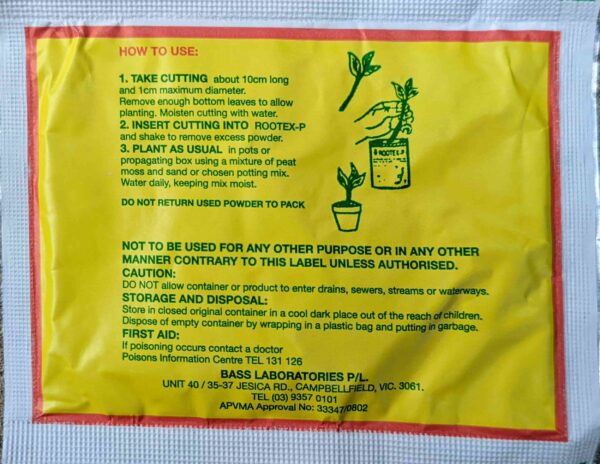 HOW TO USE:
1. TAKE CUTTING about 10cm long
and 1cm maximum diameter.
Remove enough bottom leaves to allow
planting. Moisten cutting with water.
2. INSERT CUTTING INTO ROOTEX-P
and shake to remove excess powder.
3. PLANT AS USUAL in pots or
propagating box using a mixture of peat
moss and sand or chosen potting mix.
Water daily, keeping mix moist.
DO NOT RETURN USED POWDER TO PACK
ROOTEX-P
NOT TO BE USED FOR ANY OTHER PURPOSE OR IN ANY OTHER
MANNER CONTRARY TO THIS LABEL UNLESS AUTHORISED.
CAUTION:
DO NOT allow container or product to enter drains, sewers, streams or waterways.
STORAGE AND DISPOSAL:
Store in closed original container in a cool dark place out of the reach of children.
Dispose of empty container by wrapping in a plastic bag and putting in garbage.
FIRST AID:
If poisoning occurs contact a doctor
Poisons Information Centre TEL 131 126
BASS LABORATORIES P/L.
UNIT 40 / 35-37 JESICA RD., CAMPBELLFIELD, VIC. 3061.
TEL (03) 9357 0101
APVMA Approval No: 33347/0802